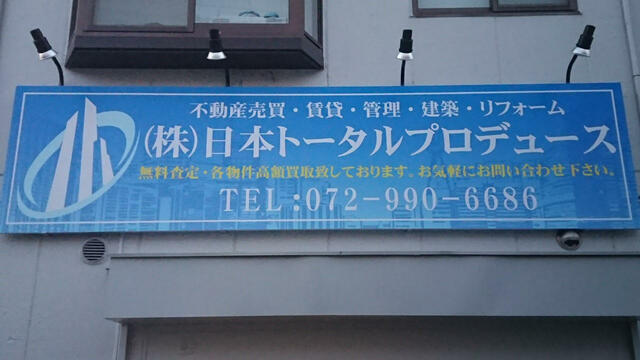 不動産売買・賃貸・管理・建築・リフォーム
(株)日本トータルプロデュース
無料査定・各物件高額買取致しております。お気軽にお問い合わせ下さい。
TEL:072-990-6686